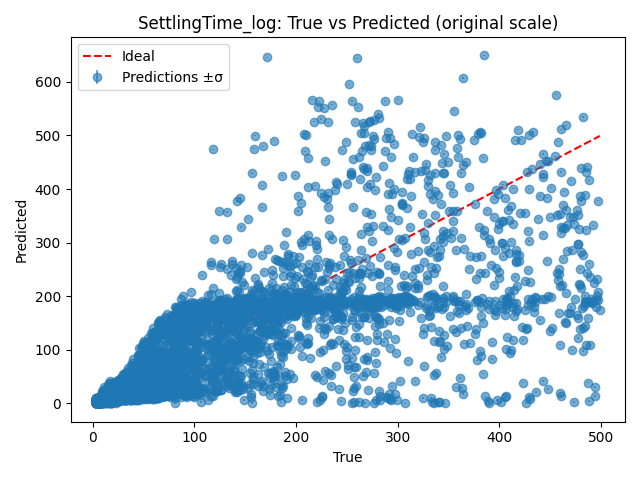 SettlingTime_log: True vs Predicted (original scale)
Ideal
Predictions ±σ
600
500
400
300
200
100
0
Predicted
0 100 200 300 400 500
True